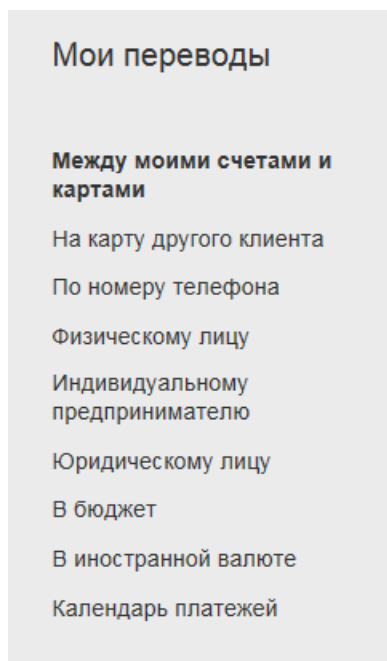 Мои переводы
Между моими счетами и
картами
На карту другого клиента
По номеру телефона
Физическому лицу
Индивидуальному
предпринимателю
Юридическому лицу
В бюджет
В иностранной валюте
Календарь платежей